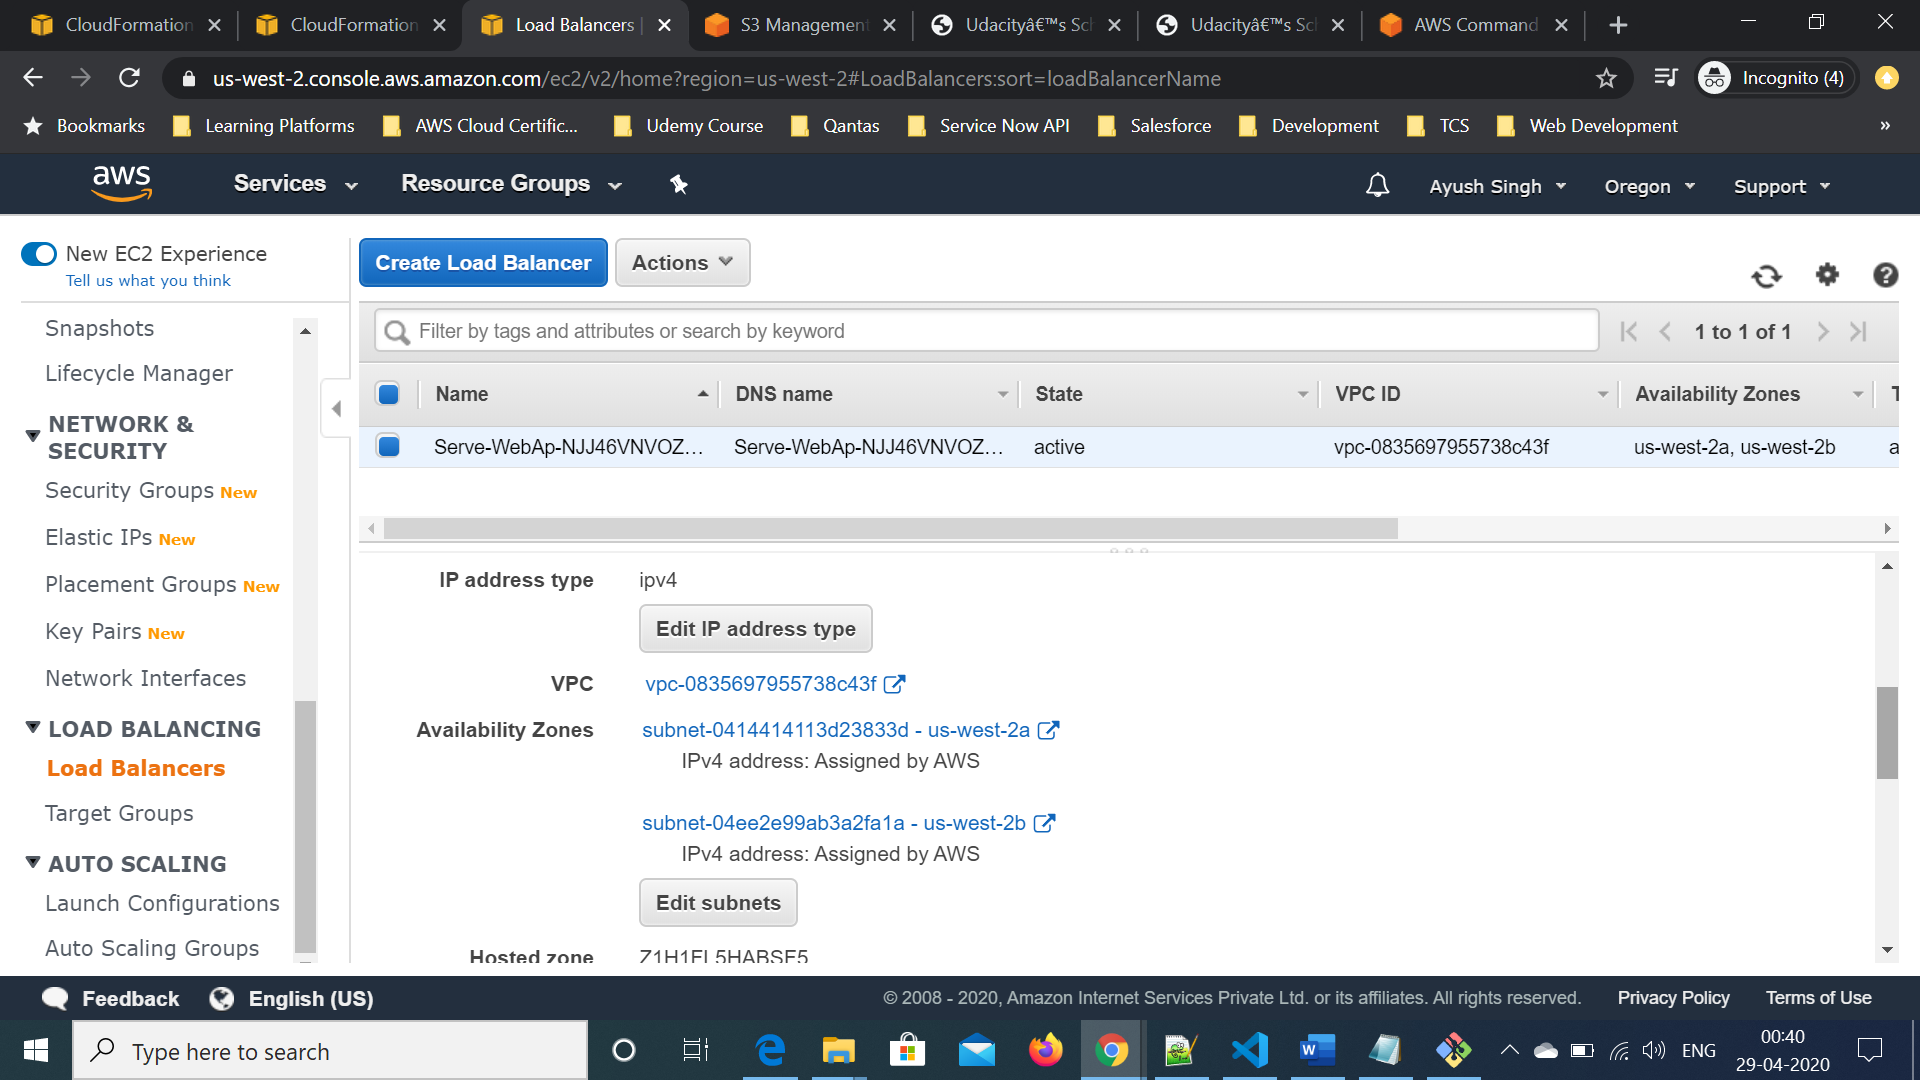 CloudFormation
CloudFormation
Load Balancers |
S3 Management
Udacityâ€™s Sch
Udacityâ€™s Sch
AWS Command
us-west-2.console.aws.amazon.com/ec2/v2/home?region=us-west-2#LoadBalancers:sort=loadBalancerName
Incognito (4)
Bookmarks
Learning Platforms
AWS Cloud Certific...
Udemy Course
Qantas
Service Now API
Salesforce
Development
TCS
Web Development
»
aws
Services
Resource Groups
Ayush Singh
Oregon
Support
New EC2 Experience
Tell us what you think
Snapshots
Lifecycle Manager
NETWORK &
SECURITY
Security Groups New
Elastic IPs New
Placement Groups New
Key Pairs New
Network Interfaces
LOAD BALANCING
Load Balancers
Target Groups
AUTO SCALING
Launch Configurations
Auto Scaling Groups
Create Load Balancer
Actions
Filter by tags and attributes or search by keyword
1 to 1 of 1
Name
DNS name
State
VPC ID
Availability Zones
T
Serve-WebAp-NJJ46VNVOZ…
Serve-WebAp-NJJ46VNVOZ…
active
vpc-0835697955738c43f
us-west-2a, us-west-2b
a
IP address type ipv4
Edit IP address type
VPC vpc-0835697955738c43f
Availability Zones subnet-0414414113d23833d - us-west-2a
IPv4 address: Assigned by AWS
subnet-04ee2e99ab3a2fa1a - us-west-2b
IPv4 address: Assigned by AWS
Edit subnets
Hosted zone Z1H1FL5HABSF5
Feedback
English (US)
© 2008 - 2020, Amazon Internet Services Private Ltd. or its affiliates. All rights reserved.
Privacy Policy
Terms of Use
Type here to search
ENG
00:40
29-04-2020